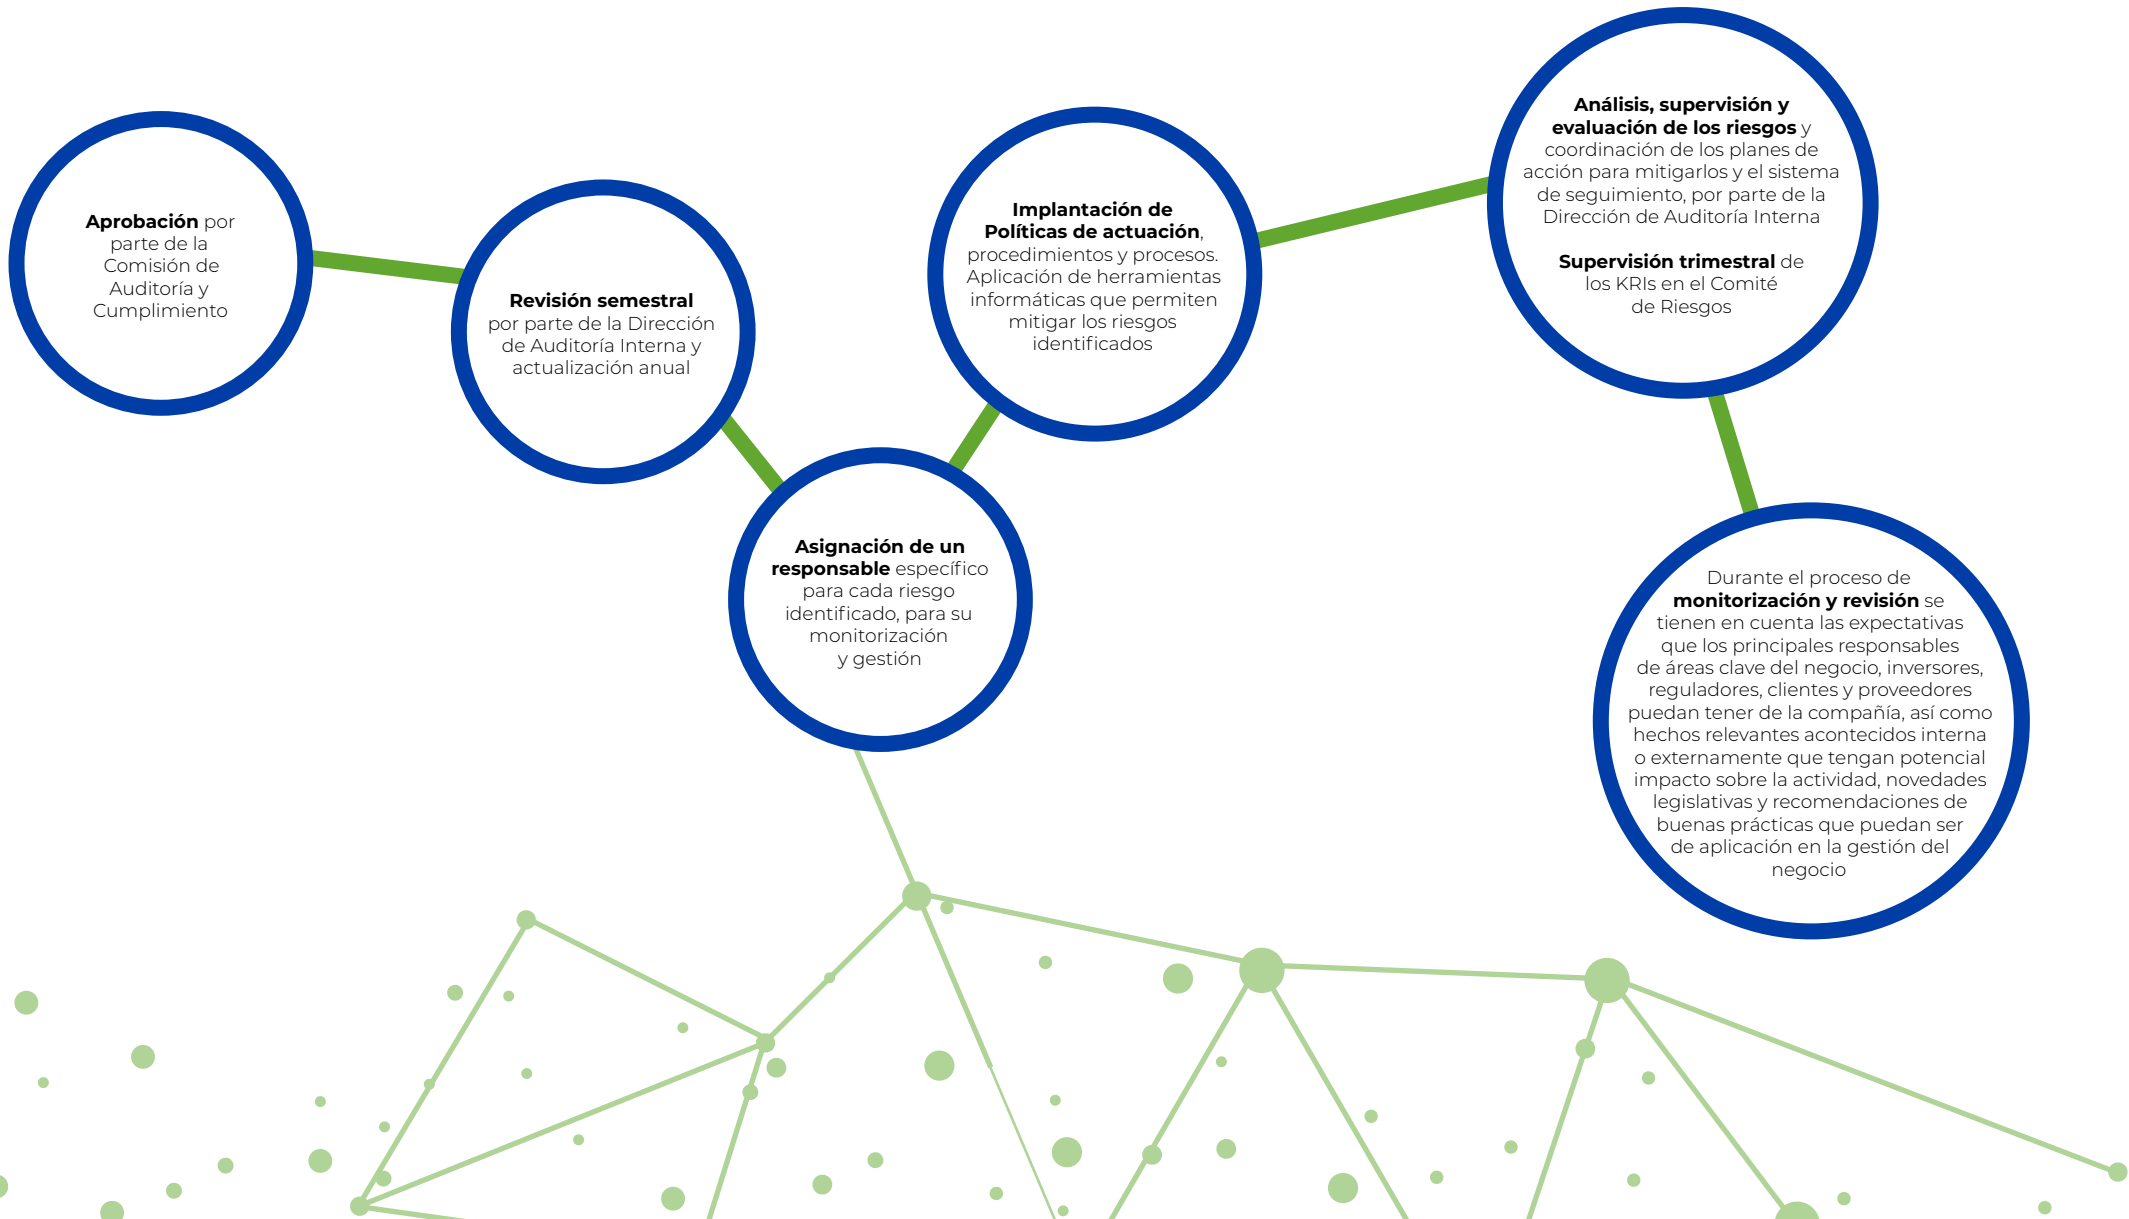 Aprobación por
parte de la
Comisión de
Auditoría y
Cumplimiento
Revisión semestral
por parte de la Dirección
de Auditoría Interna y
actualización anual
Asignación de un
responsable específico
para cada riesgo
identificado, para su
monitorización
y gestión
Implantación de
Políticas de actuación,
procedimientos y procesos.
Aplicación de herramientas
informáticas que permiten
mitigar los riesgos
identificados
Análisis, supervisión y
evaluación de los riesgos y
coordinación de los planes de
acción para mitigarlos y el sistema
de seguimiento, por parte de la
Dirección de Auditoría Interna
Supervisión trimestral de
los KRIs en el Comité
de Riesgos
Durante el proceso de
monitorización y revisión se
tienen en cuenta las expectativas
que los principales responsables
de áreas clave del negocio, inversores,
reguladores, clientes y proveedores
puedan tener de la compañía, así como
hechos relevantes acontecidos interna
o externamente que tengan potencial
impacto sobre la actividad, novedades
legislativas y recomendaciones de
buenas prácticas que puedan ser
de aplicación en la gestión del
negocio